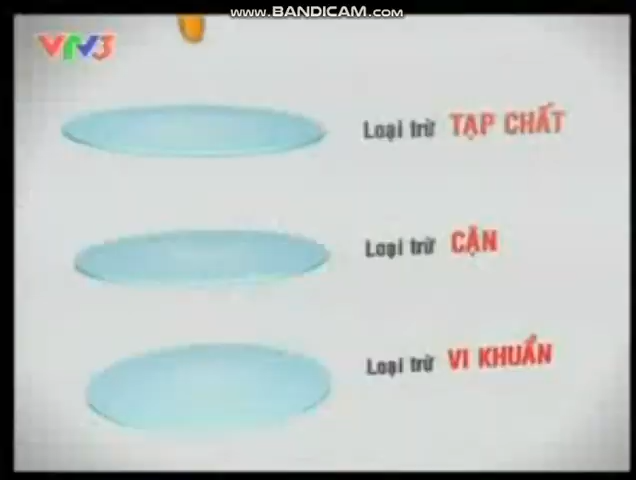 www.BANDICAM.com
VTV3
Loại trừ TẠP CHẤT
Loại trừ CẶN
Loại trừ VI KHUẨN